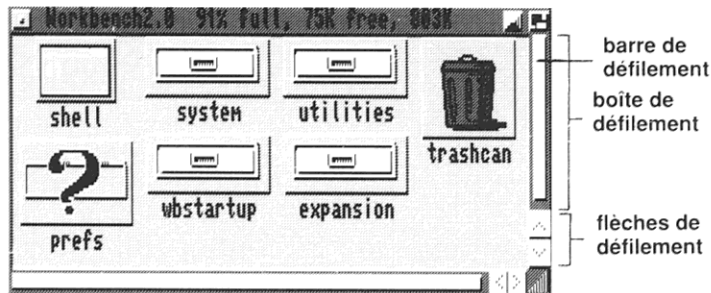 Workbench2.0 91% full, 75K free, 803K
shell
system
utilities
trashcan
prefs
wbstartup
expansion
barre de
défilement
boîte de
défilement
flèches de
défilement